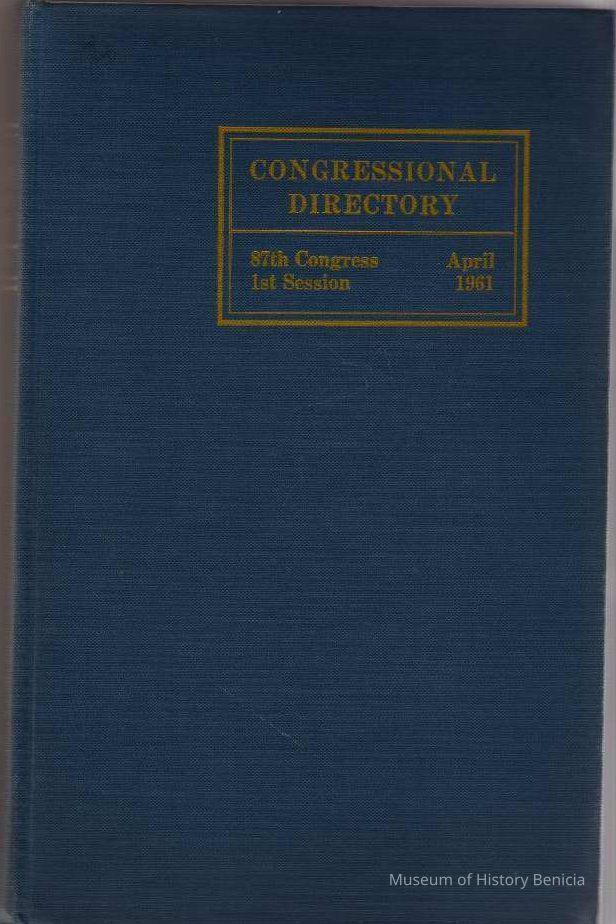 CONGRESSIONAL
DIRECTORY
87th Congress April
1st Session 1961
Museum of History Benicia